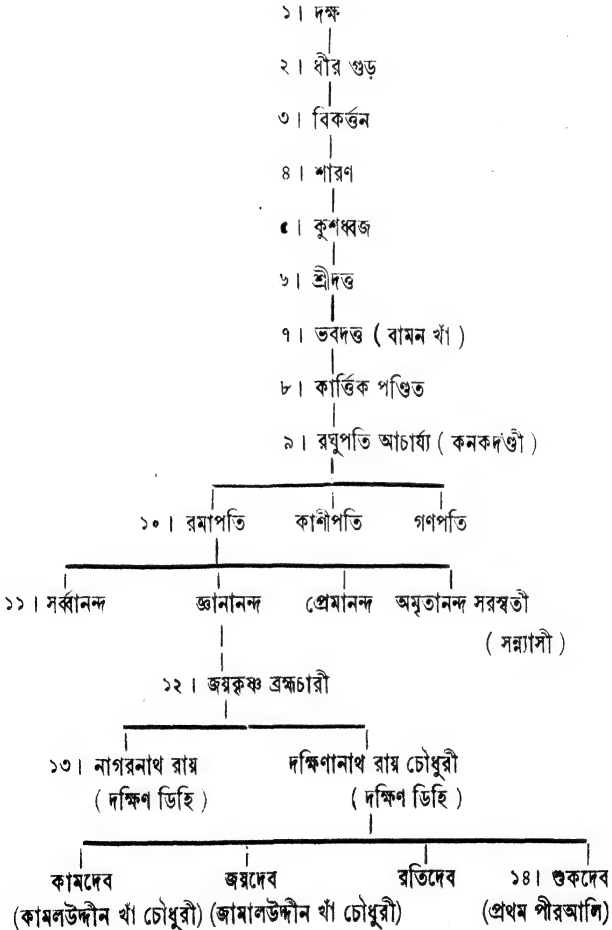 ১। দক্ষ
২। ধীর গুড়
৩। বিকর্ত্তন
৪। শারণ
৫। কুশধ্বজ
৬। শ্রীদত্ত
৭। ভবদত্ত ( বামন খাঁ )
৮। কার্ত্তিক পণ্ডিত
৯। রঘুপতি আচার্য্য ( কনকদণ্ডী )
১০। রমাপতি কাশীপতি গণপতি
১১। সর্ব্বানন্দ জ্ঞানানন্দ প্রেমানন্দ অমৃতানন্দ সরস্বতী
( সন্ন্যাসী )
১২। জয়কৃষ্ণ ব্রহ্মচারী
১৩। নাগরনাথ রায় দক্ষিণানাথ রায় চৌধুরী
( দক্ষিণ ডিহি ) ( দক্ষিণ ডিহি )
কামদেব জয়দেব রতিদেব ১৪। শুকদেব
(কামলউদ্দীন খাঁ চৌধুরী) (জামালউদ্দীন খাঁ চৌধুরী) (প্রথম পীরআলি)